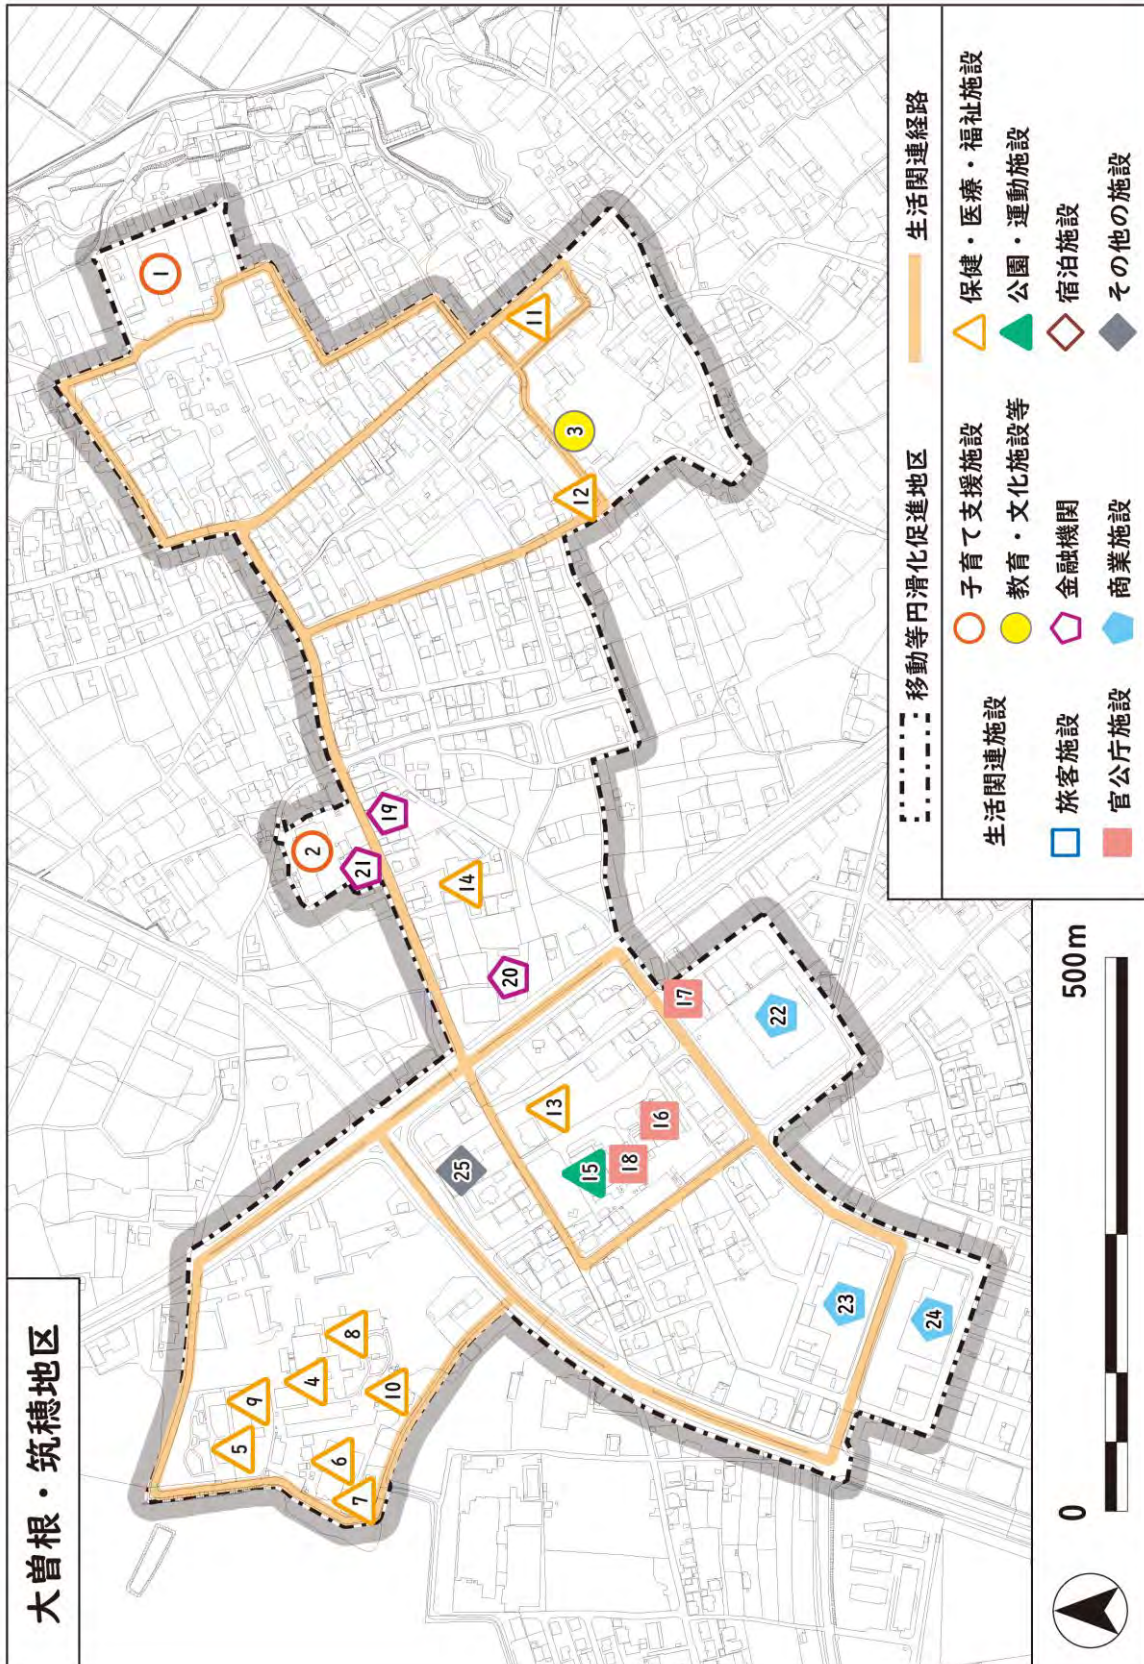 大曽根・筑穂地区
1
2
3
4
5
6
7
8
9
10
11
12
13
14
15
16
17
18
19
20
21
22
23
24
25
移動等円滑化促進地区
生活関連経路
生活関連施設
子育て支援施設
保健・医療・福祉施設
教育・文化施設等
公園・運動施設
旅客施設
金融機関
宿泊施設
官公庁施設
商業施設
その他の施設
0
500m